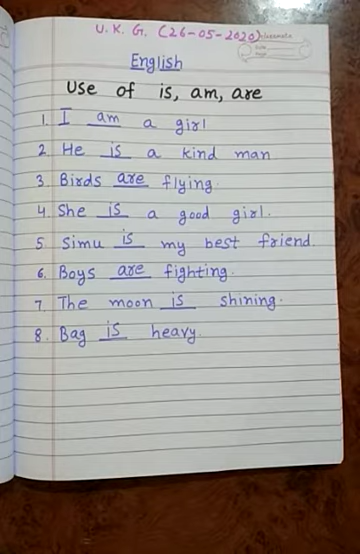 U. K. G. (26-05-2020)
English
Use of is, am, are
1. I am a girl
2. He is a kind man
3. Birds are flying.
4. She is a good girl.
5. Simu is my best friend.
6. Boys are fighting.
7. The moon is shining.
8. Bag is heavy.